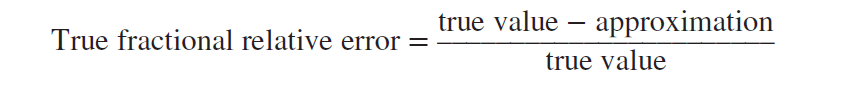 True fractional relative error = true value − approximation
true value